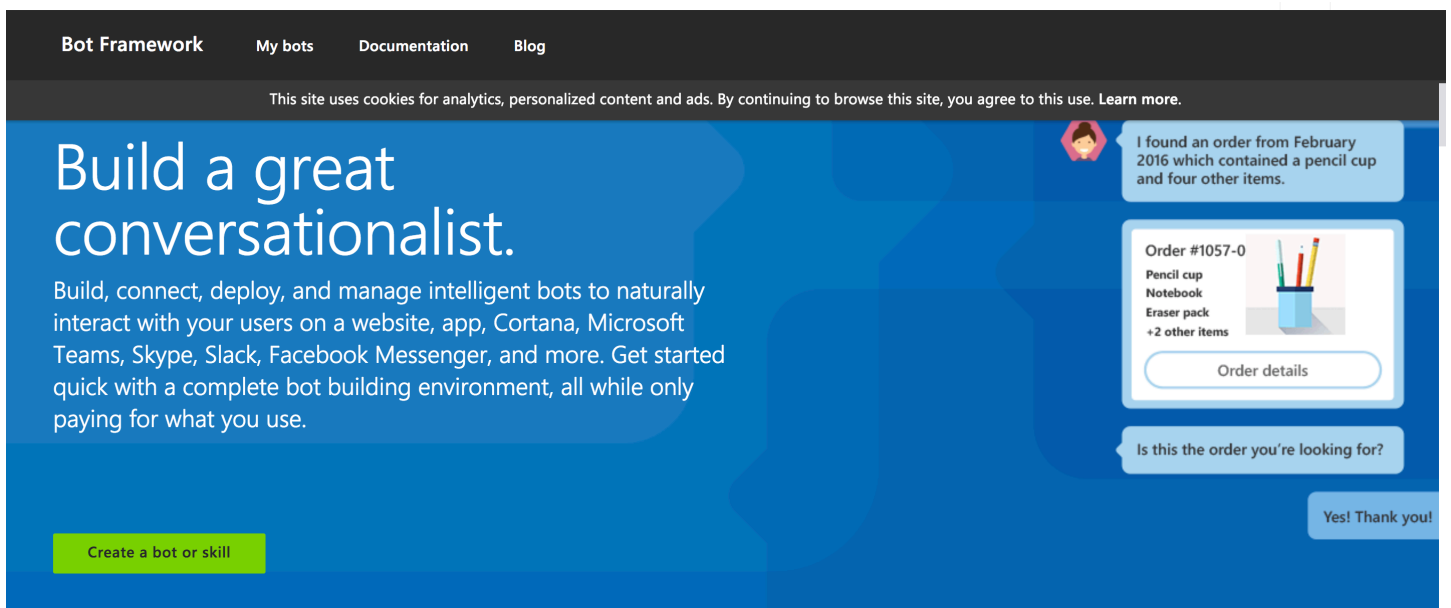 Bot Framework My bots Documentation Blog
This site uses cookies for analytics, personalized content and ads. By continuing to browse this site, you agree to this use. Learn more.
Build a great
conversationalist.
Build, connect, deploy, and manage intelligent bots to naturally
interact with your users on a website, app, Cortana, Microsoft
Teams, Skype, Slack, Facebook Messenger, and more. Get started
quick with a complete bot building environment, all while only
paying for what you use.
Create a bot or skill
I found an order from February
2016 which contained a pencil cup
and four other items.
Order #1057-0
Pencil cup
Notebook
Eraser pack
+2 other items
Order details
Is this the order you're looking for?
Yes! Thank you!